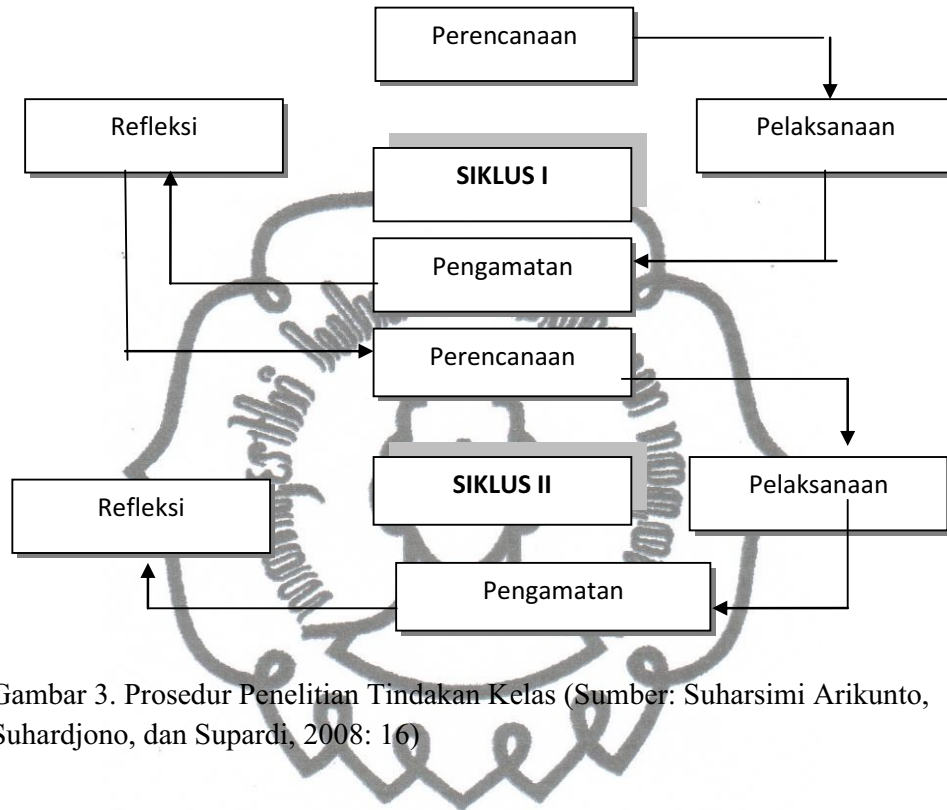 Perencanaan
Refleksi
Pelaksanaan
SIKLUS I
Pengamatan
Perencanaan
SIKLUS II
Pelaksanaan
Refleksi
Pengamatan
Gambar 3. Prosedur Penelitian Tindakan Kelas (Sumber: Suharsimi Arikunto,
Suhardjono, dan Supardi, 2008: 16)